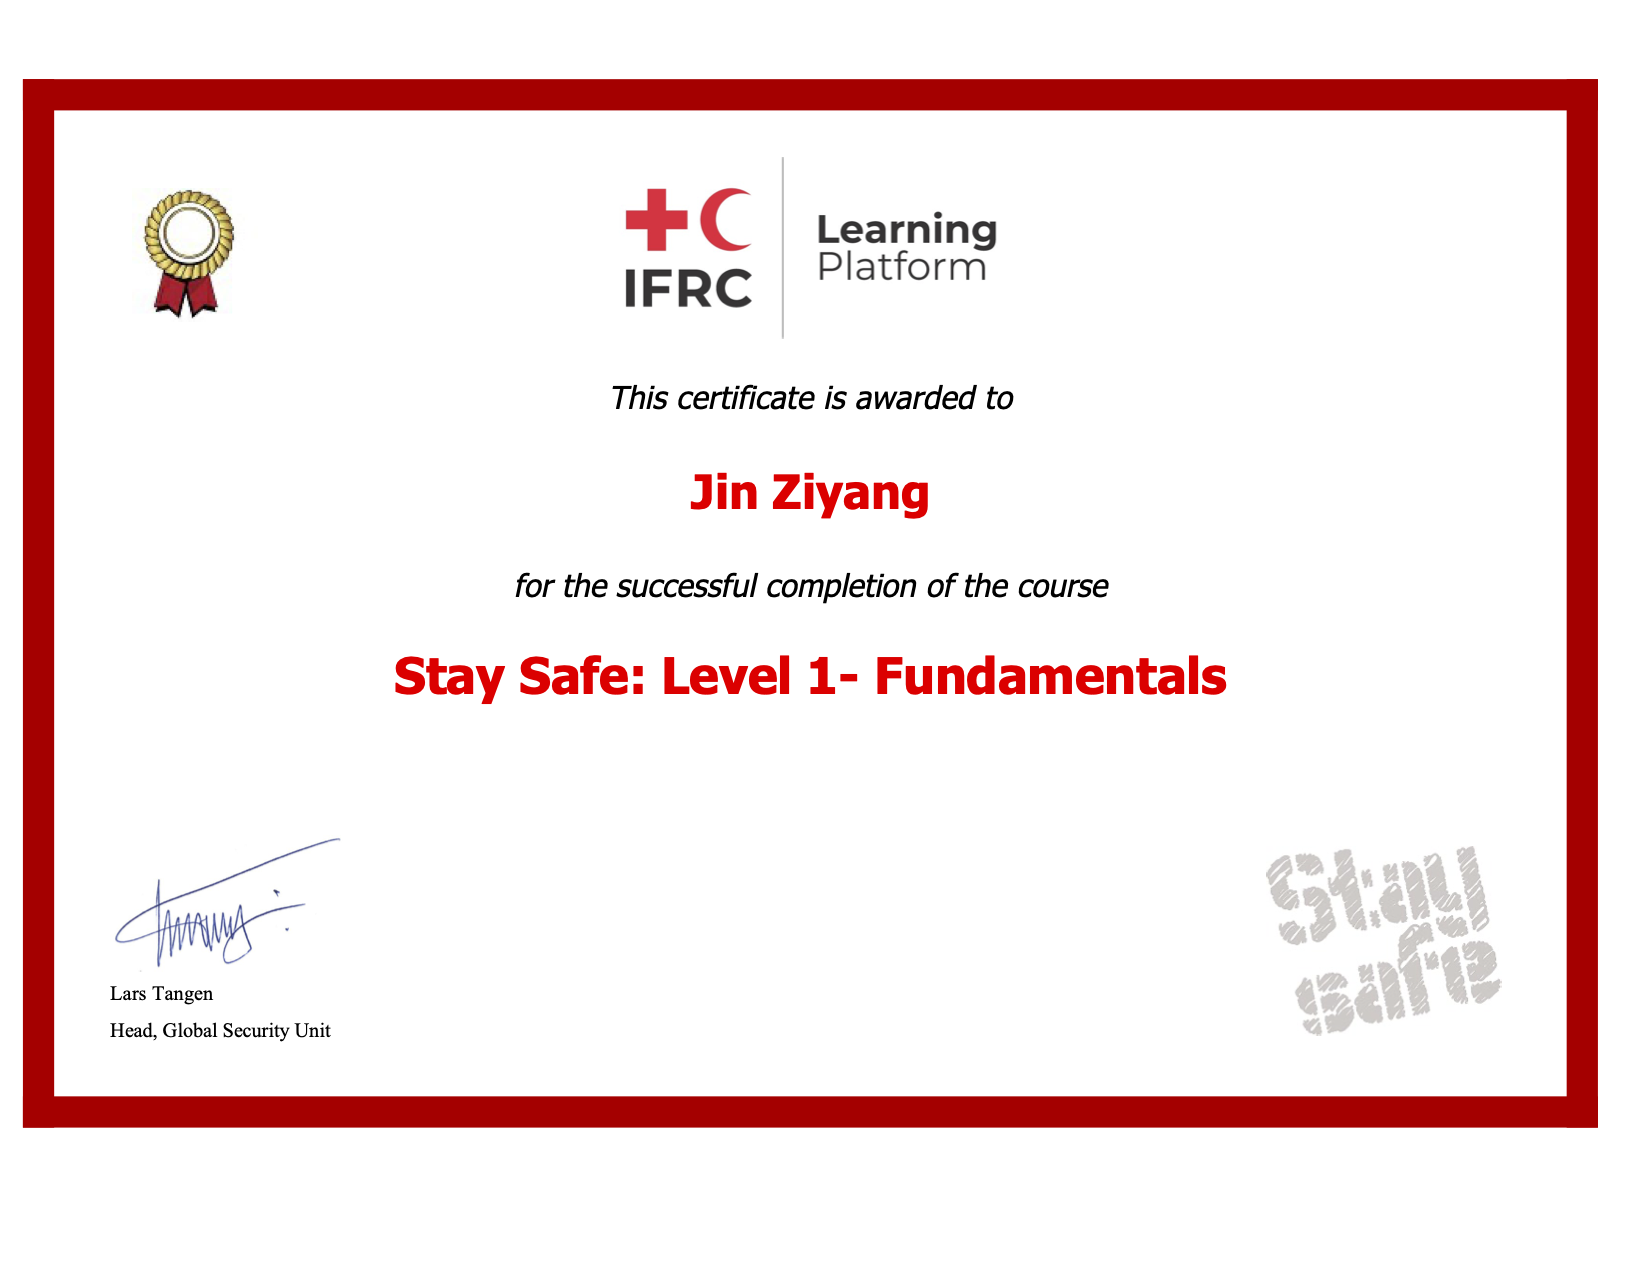 IFRC
Learning
Platform
This certificate is awarded to
Jin Ziyang
for the successful completion of the course
Stay Safe: Level 1- Fundamentals
Lars Tangen
Head, Global Security Unit
Stay
safe